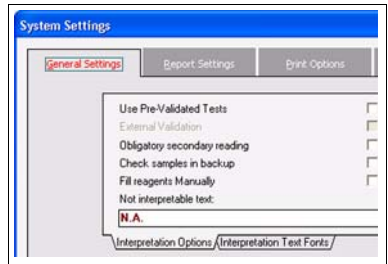 System Settings
General Settings Report Settings Print Options
Use Pre-Validated Tests
External Validation
Obligatory secondary reading
Check samples in backup
Fill reagents Manually
Not interpretable text:
N.A.
Interpretation Options Interpretation Text Fonts